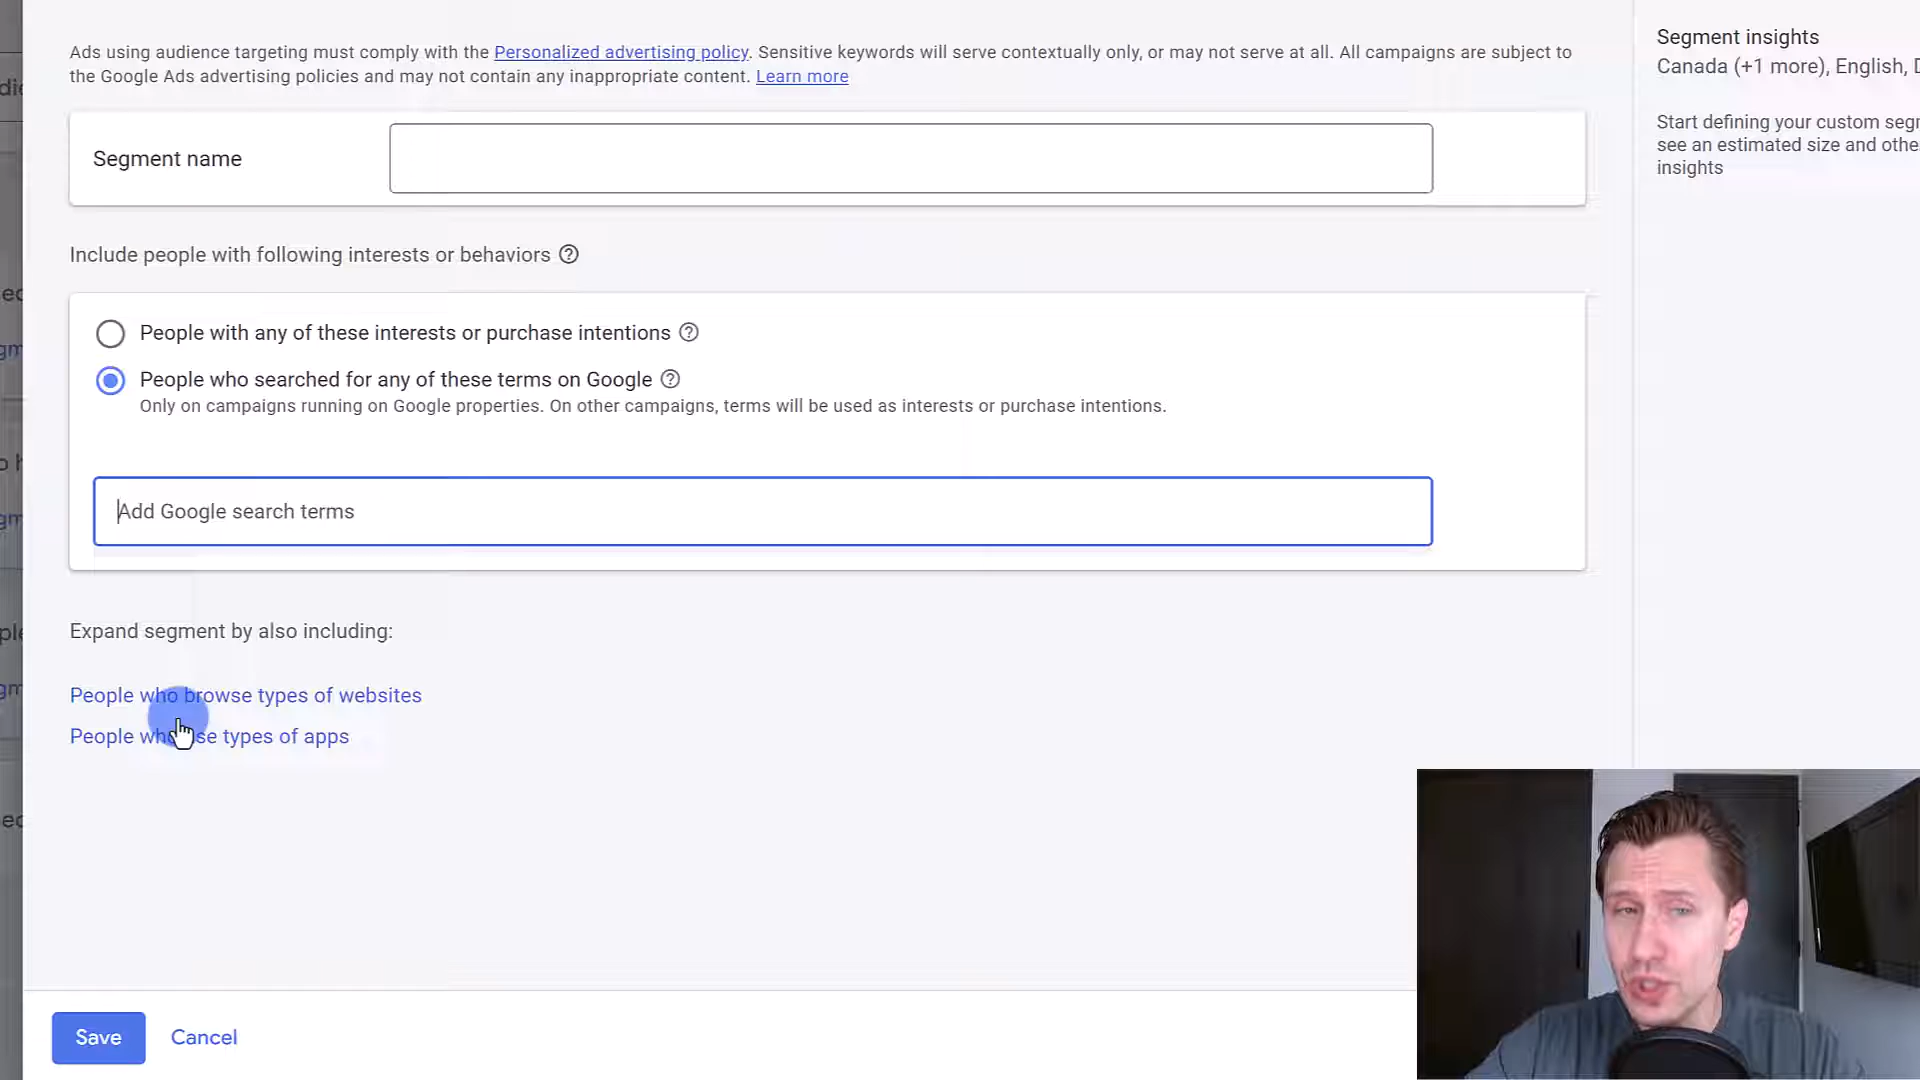 Ads using audience targeting must comply with the Personalized advertising policy. Sensitive keywords will serve contextually only, or may not serve at all. All campaigns are subject to
the Google Ads advertising policies and may not contain any inappropriate content. Learn more
Segment name
Include people with following interests or behaviors
People with any of these interests or purchase intentions
People who searched for any of these terms on Google
Only on campaigns running on Google properties. On other campaigns, terms will be used as interests or purchase intentions.
Add Google search terms
Expand segment by also including:
People who browse types of websites
People who use types of apps
Save
Cancel
Segment insights
Canada (+1 more), English,
Start defining your custom seg
see an estimated size and othe
insights